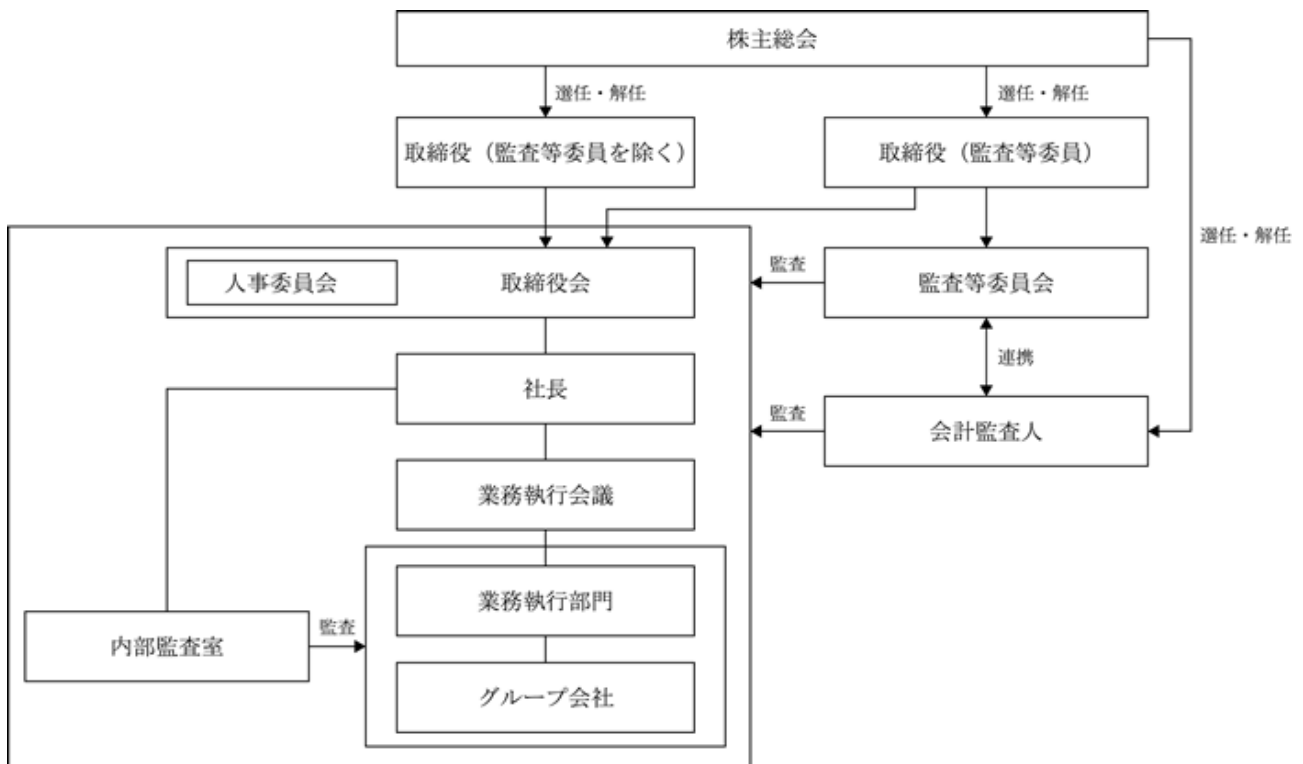 株主総会
選任・解任
選任・解任
取締役（監査等委員を除く）
取締役（監査等委員）
選任・解任
人事委員会
取締役会
監査
監査等委員会
連携
社長
監査
会計監査人
業務執行会議
業務執行部門
内部監査室
監査
グループ会社